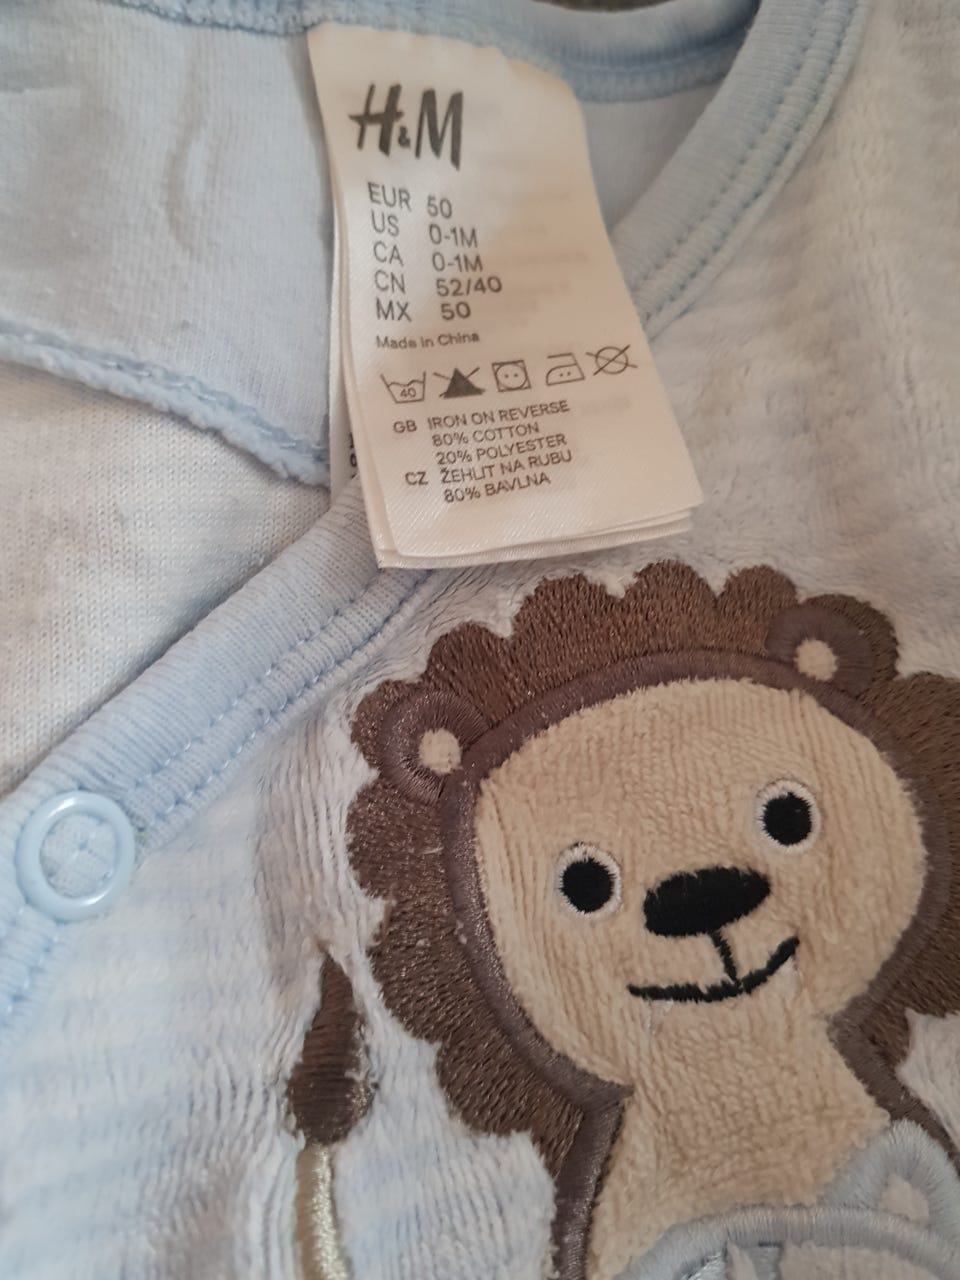 H&M
EUR 50
US 0-1M
CA 0-1M
CN 52/40
MX 50
Made in China
40
GB IRON ON REVERSE
80% COTTON
20% POLYESTER
CZ ŽEHLIT NA RUBU
80% BAVLNA